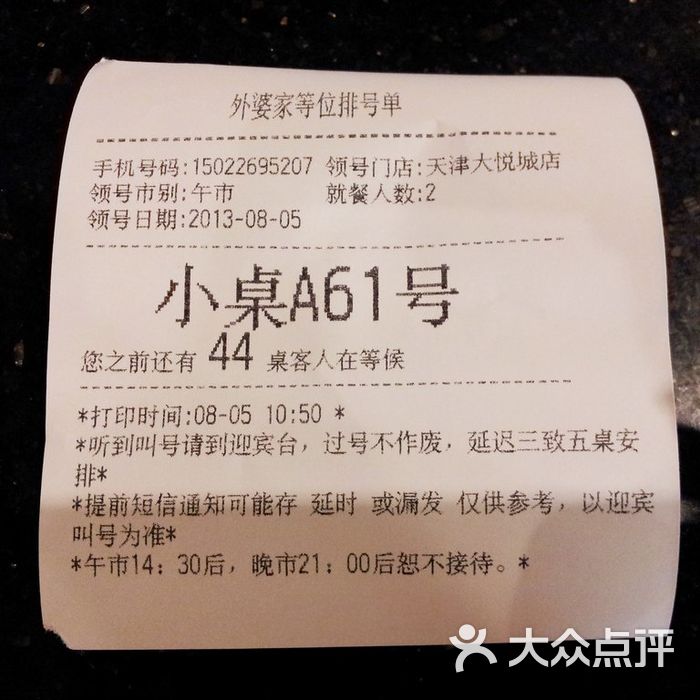 外婆家等位排号单
手机号码:15022695207 领号门店:天津大悦城店
领号市别:午市 就餐人数:2
领号日期:2013-08-05
小桌A61号
您之前还有 44 桌客人在等候
*打印时间:08-05 10:50 *
*听到叫号请到迎宾台，过号不作废，延迟三致五桌安
排*
*提前短信通知可能存 延时 或漏发 仅供参考，以迎宾
叫号为准*
*午市14：30后，晚市21：00后恕不接待。*
大众点评